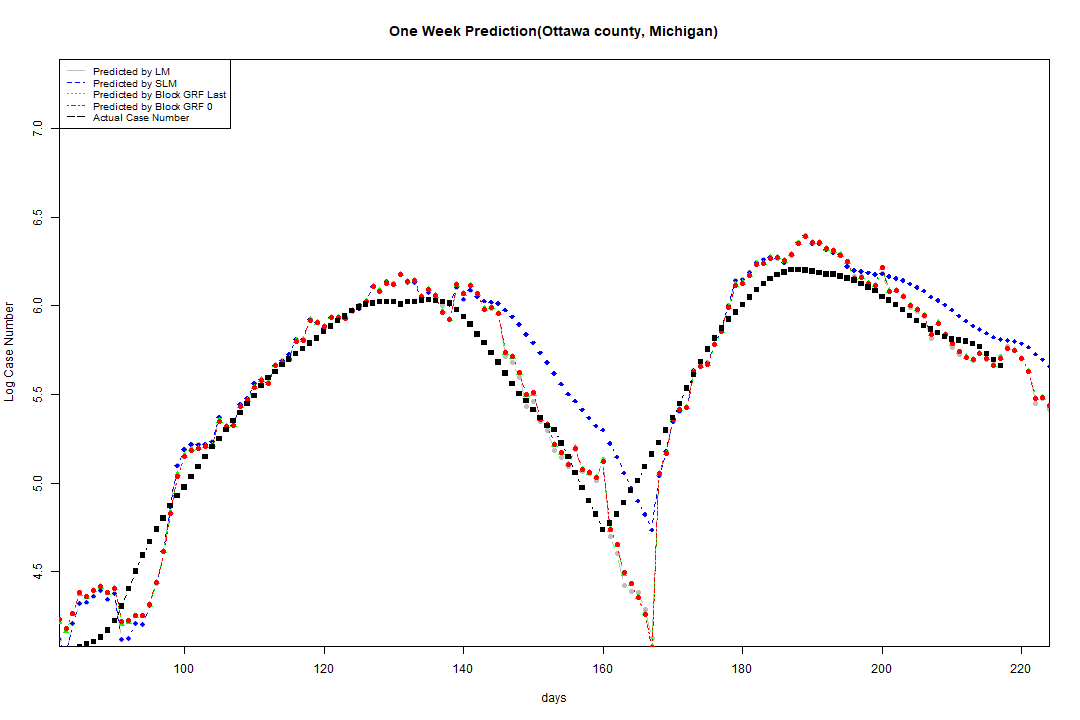 One Week Prediction(Ottawa county, Michigan)
Predicted by LM
Predicted by SLM
Predicted by Block GRF Last
Predicted by Block GRF 0
Actual Case Number
7.0
6.5
6.0
5.5
5.0
4.5
Log Case Number
100
120
140
160
180
200
220
days